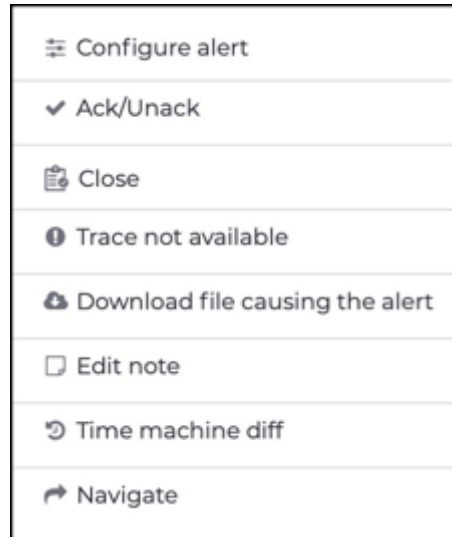 Configure alert
Ack/Unack
Close
Trace not available
Download file causing the alert
Edit note
Time machine diff
Navigate